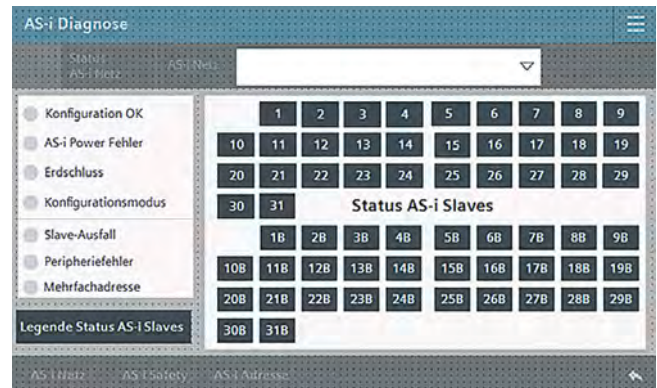 AS-i Diagnose
Status
AS-i Netz
AS-i Netz
Konfiguration OK
AS-i Power Fehler
Erdschluss
Konfigurationsmodus
Slave-Ausfall
Peripheriefehler
Mehrfachadresse
Legende Status AS-i Slaves
1 2 3 4 5 6 7 8 9
10 11 12 13 14 15 16 17 18 19
20 21 22 23 24 25 26 27 28 29
30 31 Status AS-i Slaves
1B 2B 3B 4B 5B 6B 7B 8B 9B
10B 11B 12B 13B 14B 15B 16B 17B 18B 19B
20B 21B 22B 23B 24B 25B 26B 27B 28B 29B
30B 31B
AS-i Netz AS-i Safety AS-i Adresse